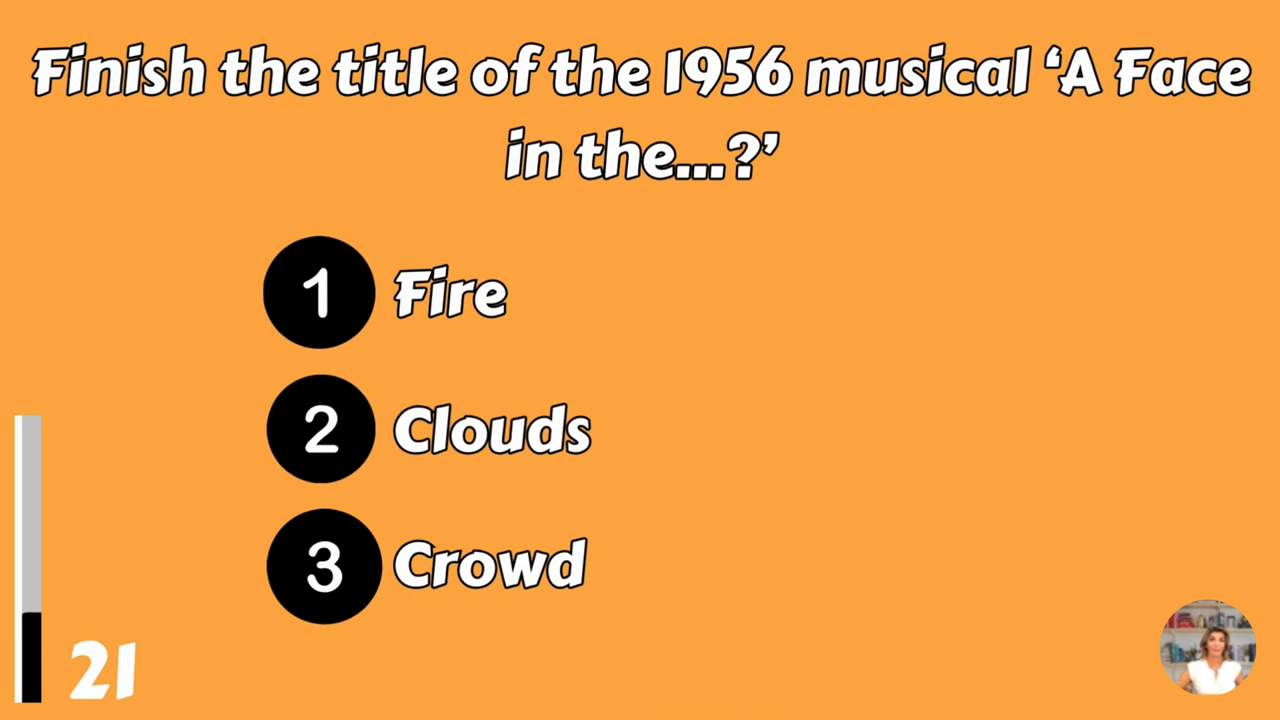 Finish the title of the 1956 musical ‘A Face
in the...?’
1 Fire
2 Clouds
3 Crowd
21